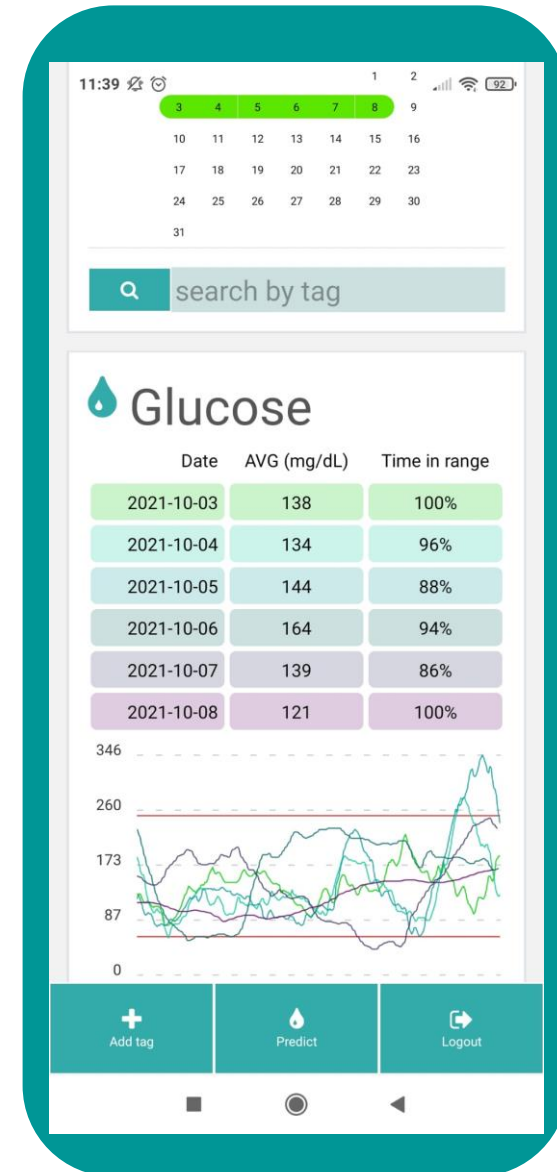 11:39 1 2 92
3 4 5 6 7 8 9
10 11 12 13 14 15 16
17 18 19 20 21 22 23
24 25 26 27 28 29 30
31
search by tag
Glucose
Date AVG (mg/dL) Time in range
2021-10-03 138 100%
2021-10-04 134 96%
2021-10-05 144 88%
2021-10-06 164 94%
2021-10-07 139 86%
2021-10-08 121 100%
346
260
173
87
0
Add tag Predict Logout